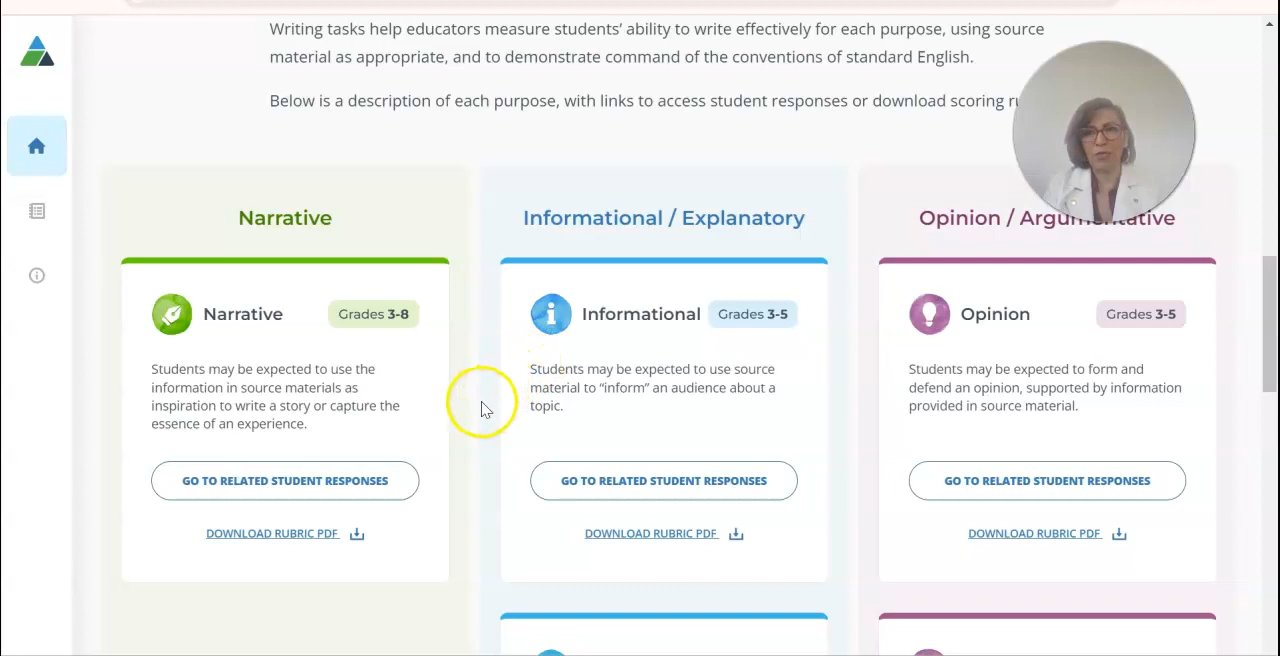 Writing tasks help educators measure students’ ability to write effectively for each purpose, using source
material as appropriate, and to demonstrate command of the conventions of standard English.
Below is a description of each purpose, with links to access student responses or download scoring
Narrative
Narrative
Grades 3-8
Students may be expected to use the
information in source materials as
inspiration to write a story or capture the
essence of an experience.
GO TO RELATED STUDENT RESPONSES
DOWNLOAD RUBRIC PDF
Informational / Explanatory
Informational
Grades 3-5
Students may be expected to use source
material to “inform” an audience about a
topic.
GO TO RELATED STUDENT RESPONSES
DOWNLOAD RUBRIC PDF
Opinion / Argumentative
Opinion
Grades 3-5
Students may be expected to form and
defend an opinion, supported by information
provided in source material.
GO TO RELATED STUDENT RESPONSES
DOWNLOAD RUBRIC PDF